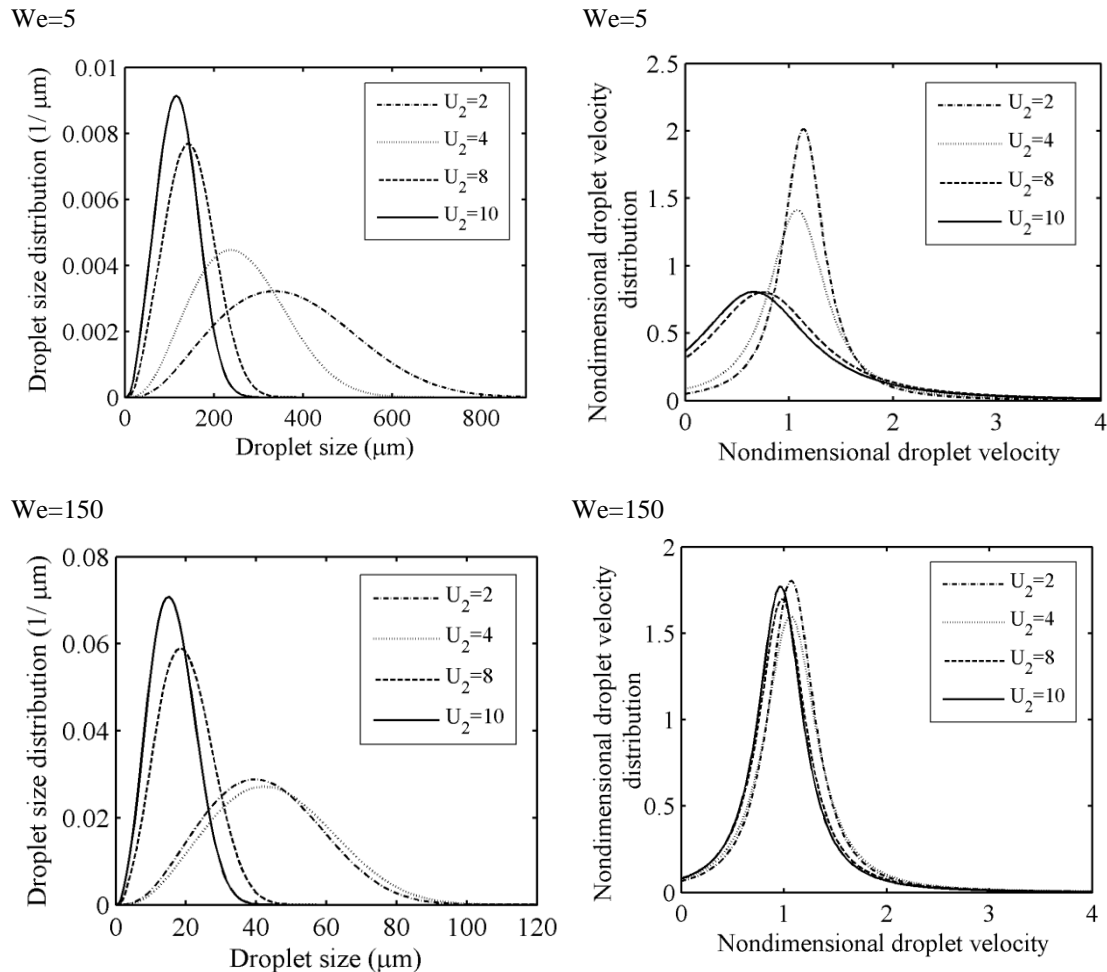 We=5
Droplet size distribution (1/ μm)
0.01
0.008
0.006
0.004
0.002
0
0 200 400 600 800
Droplet size (μm)
U2=2
U2=4
U2=8
U2=10
We=5
Nondimensional droplet velocity
distribution
2.5
2
1.5
1
0.5
0
0 1 2 3 4
Nondimensional droplet velocity
U2=2
U2=4
U2=8
U2=10
We=150
Droplet size distribution (1/ μm)
0.08
0.06
0.04
0.02
0
0 20 40 60 80 100 120
Droplet size (μm)
U2=2
U2=4
U2=8
U2=10
We=150
Nondimensional droplet velocity
distribution
2
1.5
1
0.5
0
0 1 2 3 4
Nondimensional droplet velocity
U2=2
U2=4
U2=8
U2=10